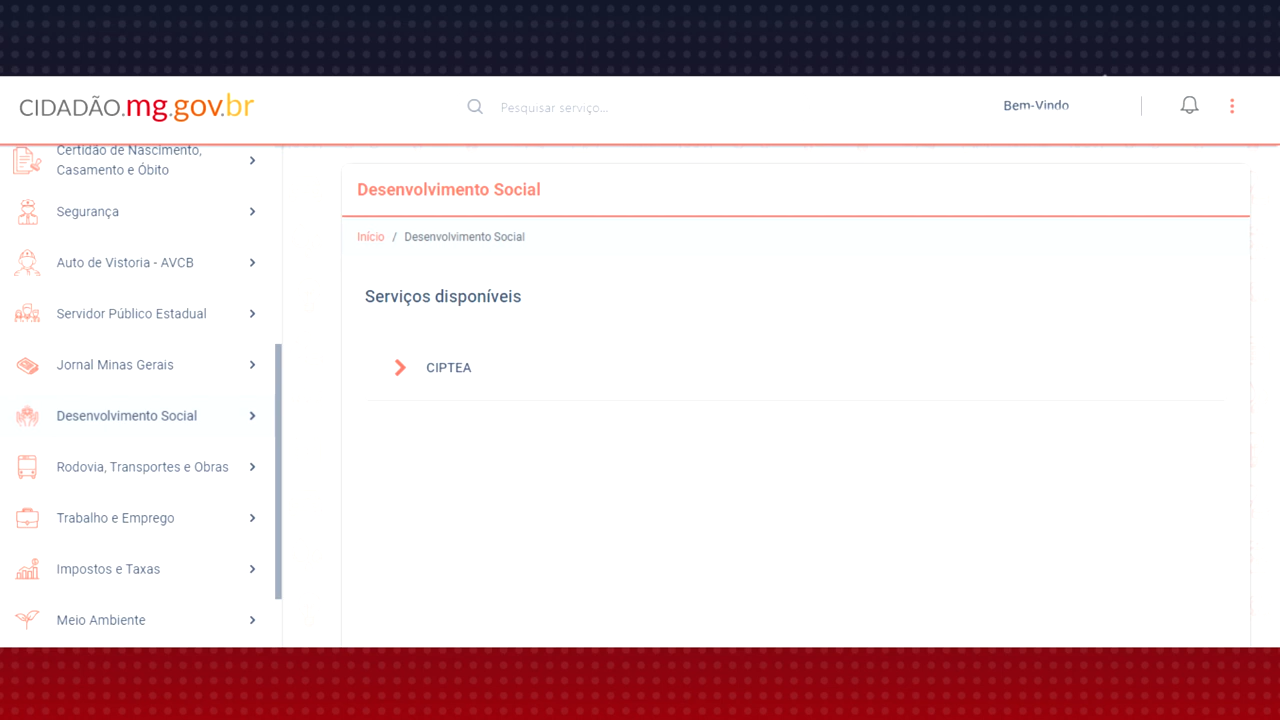 CIDADÃO.mg.gov.br
Pesquisar serviço...
Bem-Vindo
Certidão de Nascimento,
Casamento e Óbito
Segurança
Auto de Vistoria - AVCB
Servidor Público Estadual
Jornal Minas Gerais
Desenvolvimento Social
Rodovia, Transportes e Obras
Trabalho e Emprego
Impostos e Taxas
Meio Ambiente
Desenvolvimento Social
Início / Desenvolvimento Social
Serviços disponíveis
CIPTEA